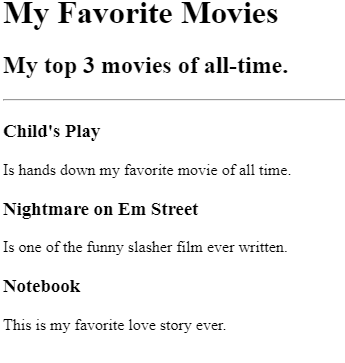 My Favorite Movies
My top 3 movies of all-time.
Child's Play
Is hands down my favorite movie of all time.
Nightmare on Em Street
Is one of the funny slasher film ever written.
Notebook
This is my favorite love story ever.